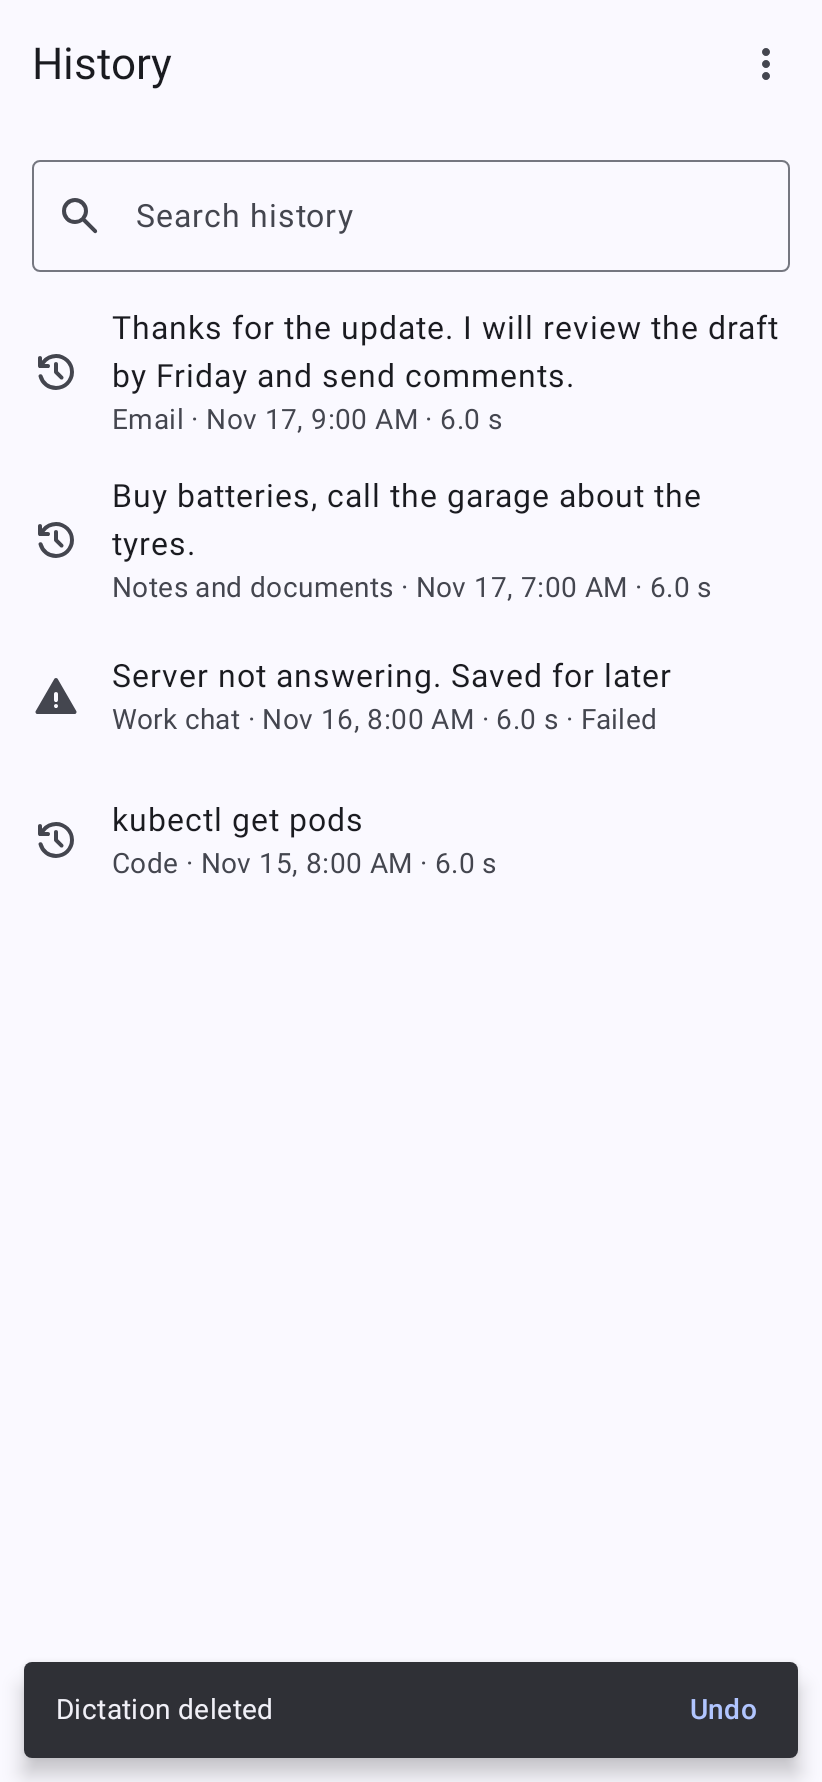 History
Search history
Thanks for the update. I will review the draft
by Friday and send comments.
Email · Nov 17, 9:00 AM · 6.0 s
Buy batteries, call the garage about the
tyres.
Notes and documents · Nov 17, 7:00 AM · 6.0 s
Server not answering. Saved for later
Work chat · Nov 16, 8:00 AM · 6.0 s · Failed
kubectl get pods
Code · Nov 15, 8:00 AM · 6.0 s
Dictation deleted
Undo